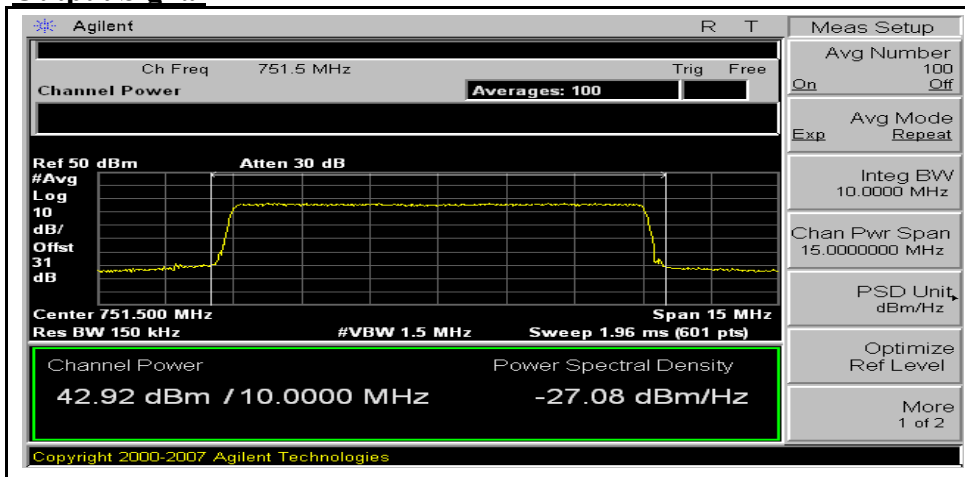 Agilent R T
Ch Freq 751.5 MHz Trig Free
Channel Power Averages: 100
Ref 50 dBm Atten 30 dB
#Avg
Log
10
dB/
Offst
31
dB
Center 751.500 MHz Span 15 MHz
Res BW 150 kHz #VBW 1.5 MHz Sweep 1.96 ms (601 pts)
Channel Power Power Spectral Density
42.92 dBm / 10.0000 MHz -27.08 dBm/Hz
Copyright 2000-2007 Agilent Technologies
Meas Setup
Avg Number
100
On Off
Avg Mode
Exp Repeat
Integ BW
10.0000 MHz
Chan Pwr Span
15.0000000 MHz
PSD Unit
dBm/Hz
Optimize
Ref Level
More
1 of 2